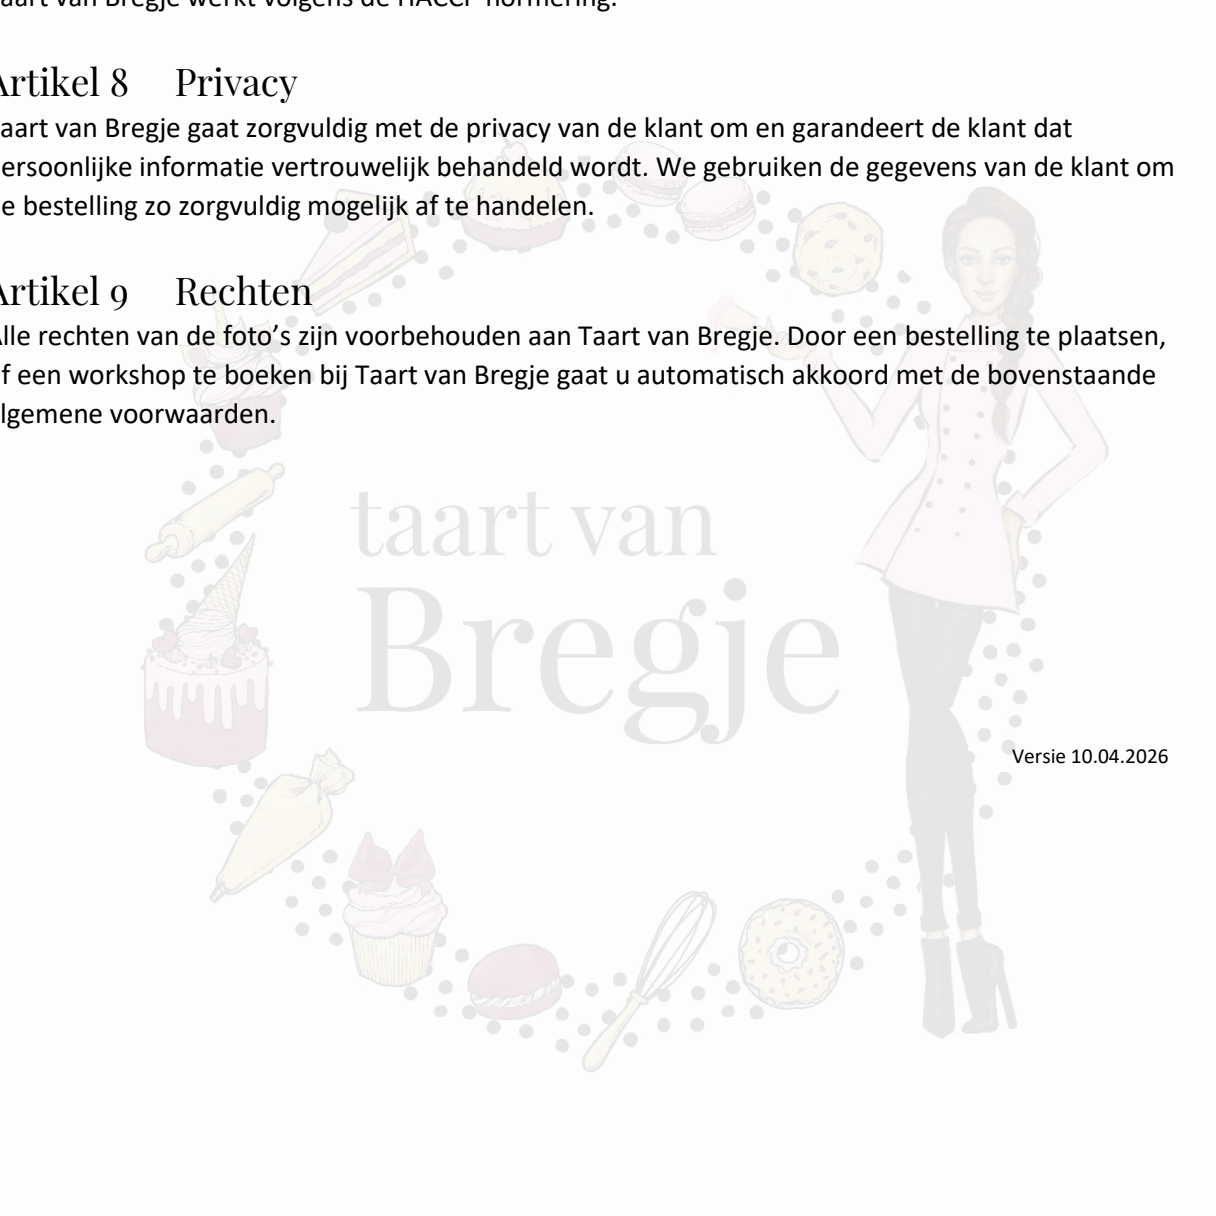 aart van Bregje werkt volgens de HACCP normering.
Artikel 8 Privacy
aart van Bregje gaat zorgvuldig met de privacy van de klant om en garandeert de klant dat
ersoonlijke informatie vertrouwelijk behandeld wordt. We gebruiken de gegevens van de klant om
e bestelling zo zorgvuldig mogelijk af te handelen.
Artikel 9 Rechten
Alle rechten van de foto’s zijn voorbehouden aan Taart van Bregje. Door een bestelling te plaatsen,
f een workshop te boeken bij Taart van Bregje gaat u automatisch akkoord met de bovenstaande
lgemene voorwaarden.
taart van
Bregje
Versie 10.04.2026